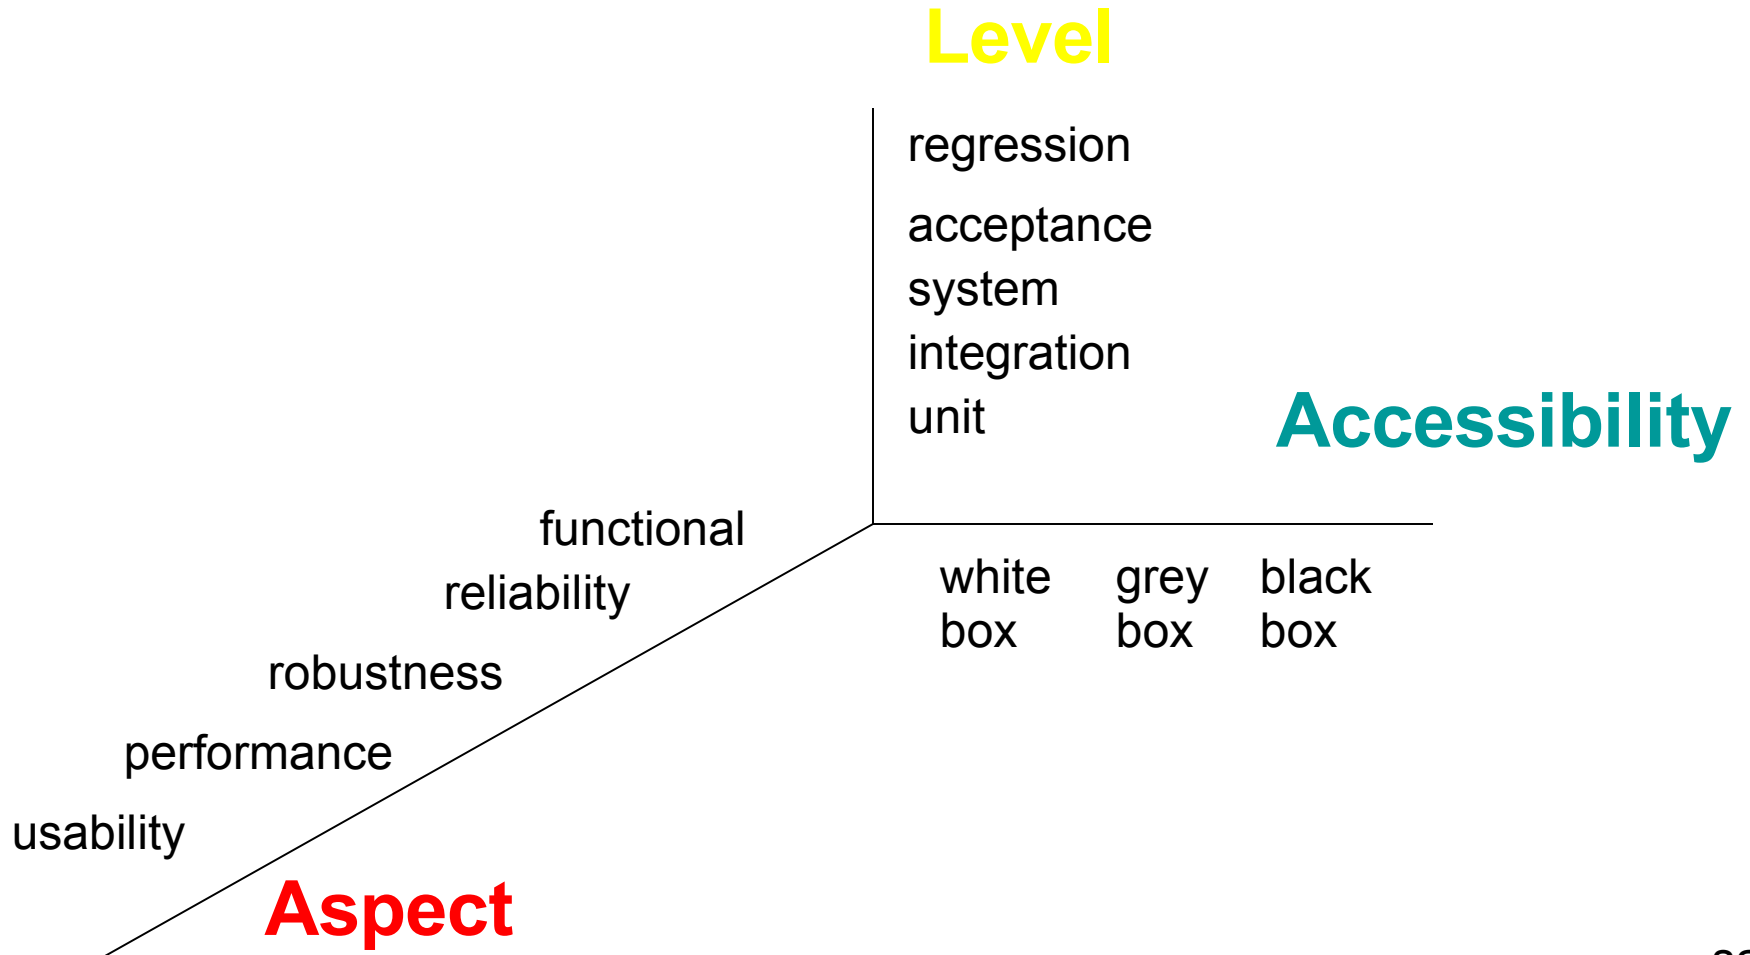 Level
regression
acceptance
system
integration
unit
Accessibility
functional
reliability
robustness
performance
usability
Aspect
white grey black
box box box